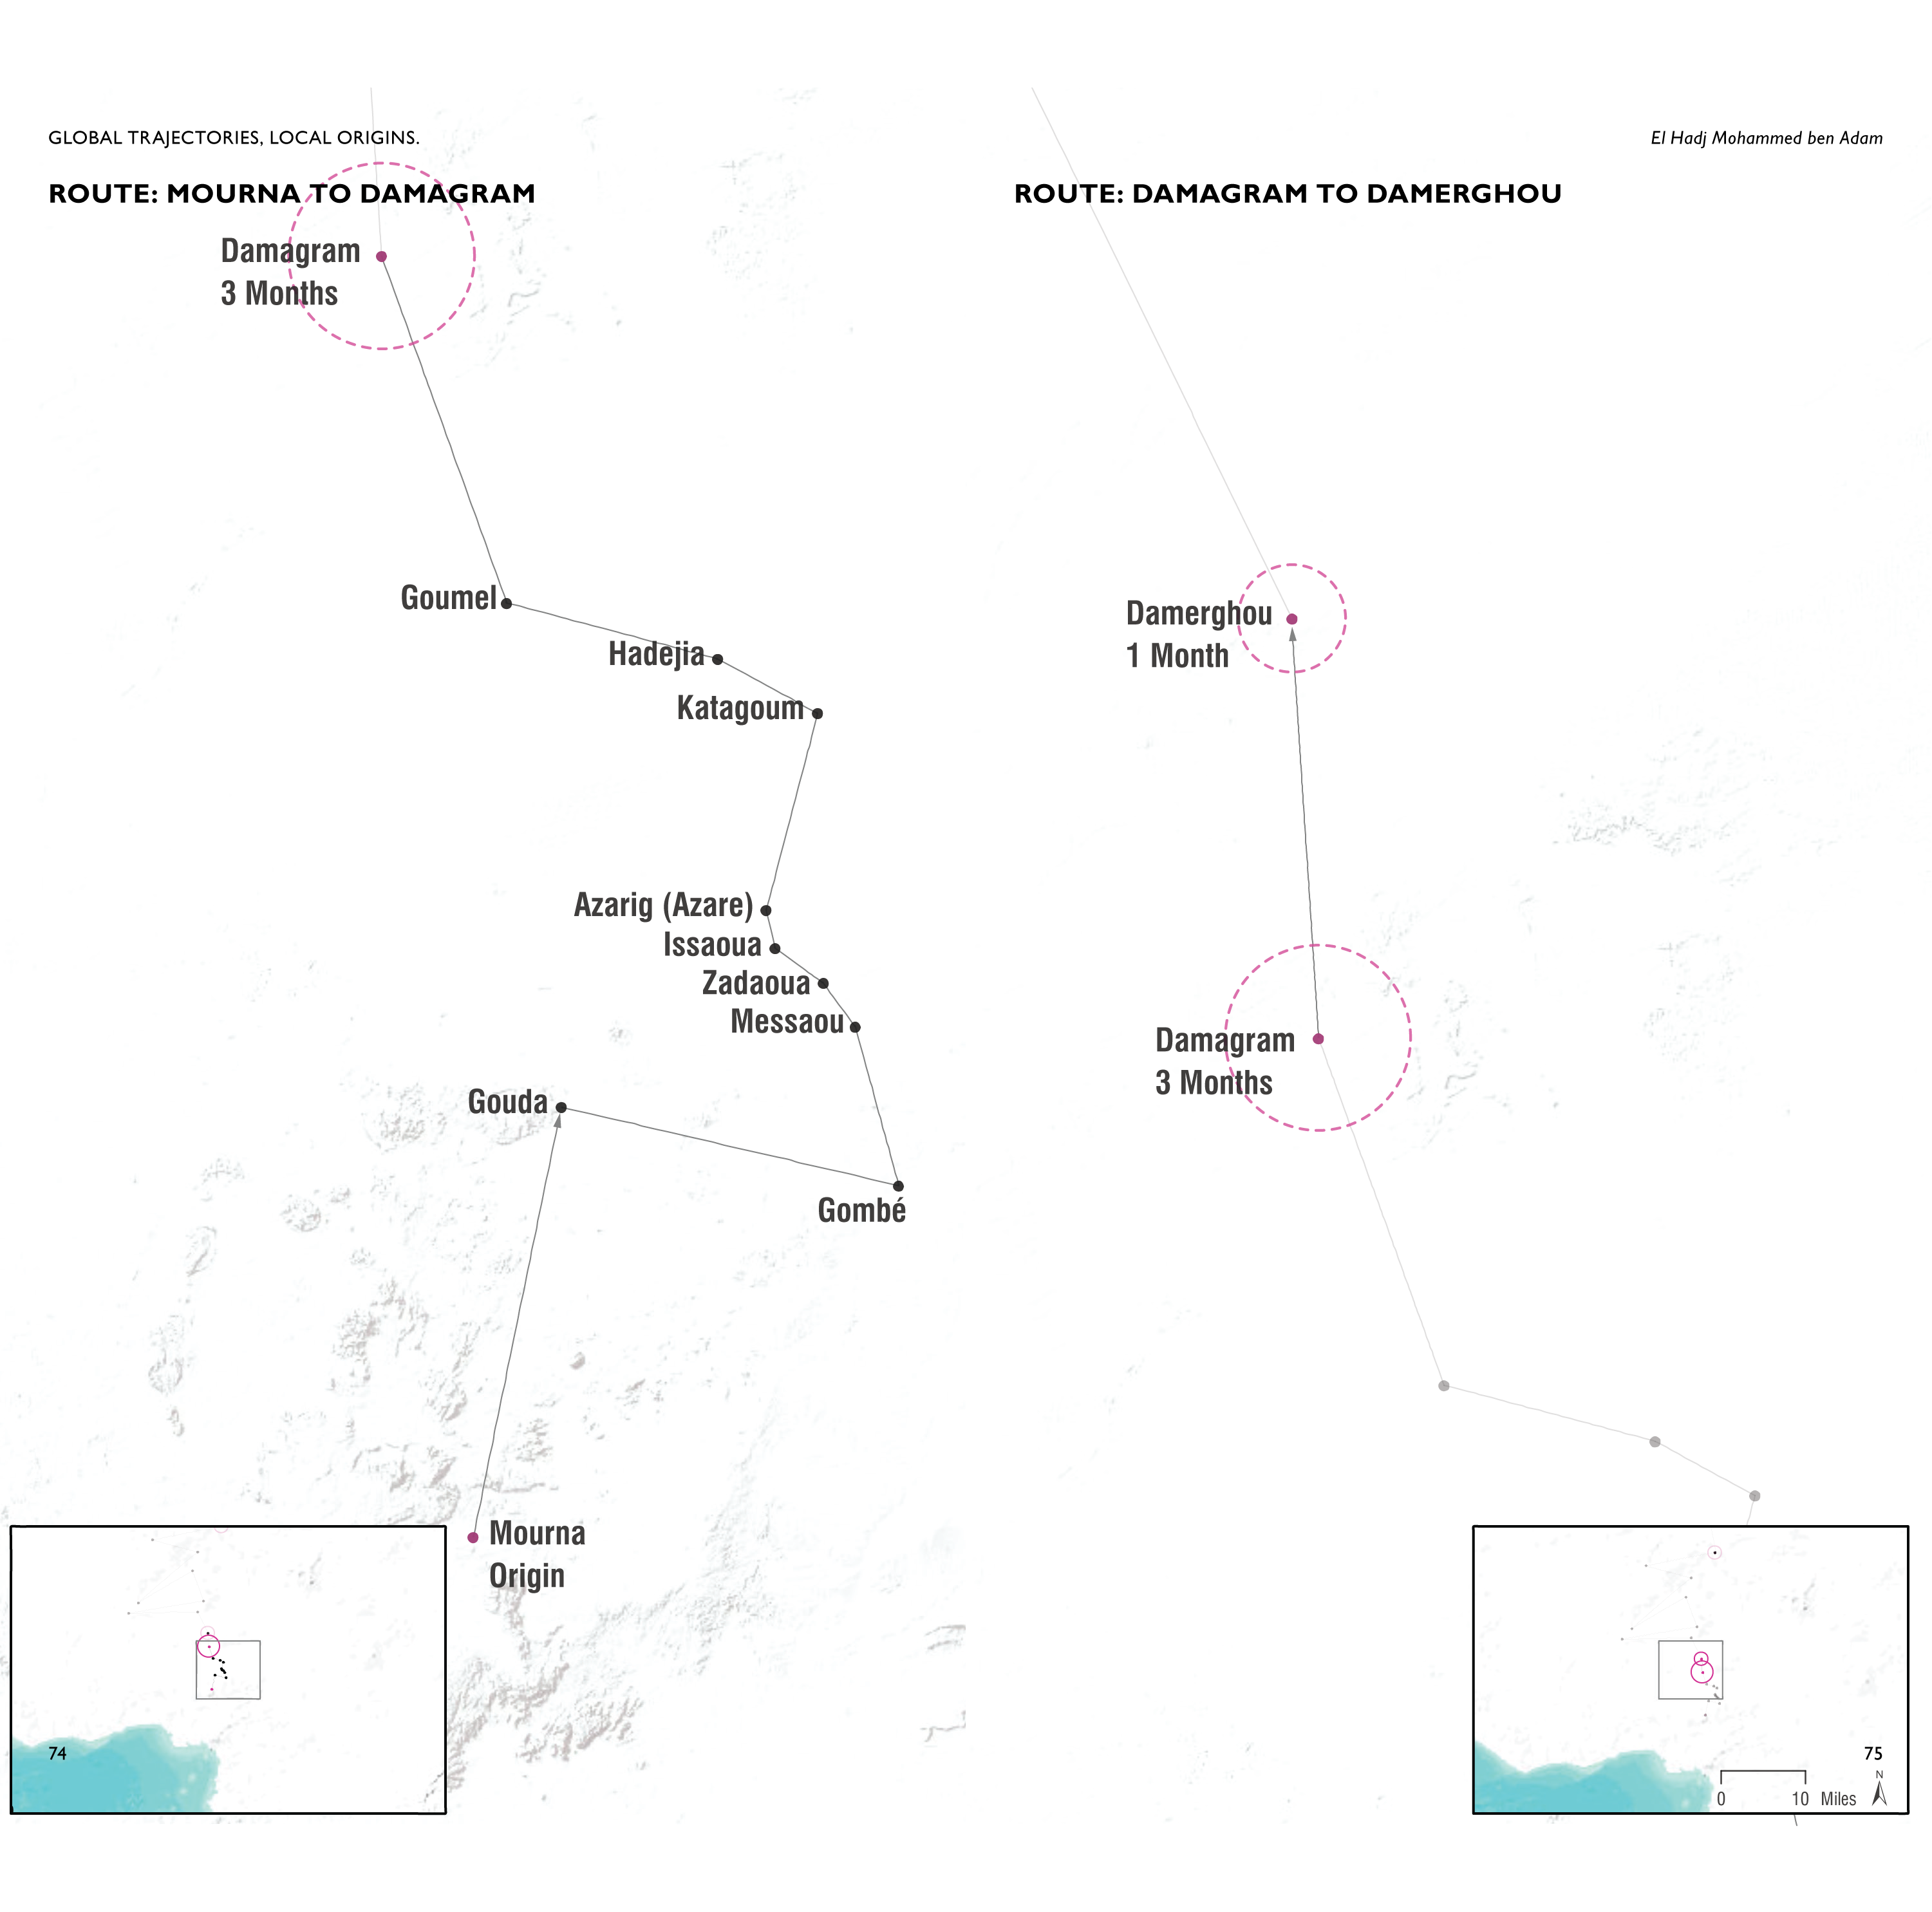 GLOBAL TRAJECTORIES, LOCAL ORIGINS.
ROUTE: MOURNA TO DAMAGRAM
Damagram
3 Months
Goumel
Hadejia
Katagoum
Azarig (Azare)
Issaoua
Zadaoua
Messaou
Gouda
Gombé
Mourna
Origin
74
El Hadj Mohammed ben Adam
ROUTE: DAMAGRAM TO DAMERGHOU
Damerghou
1 Month
Damagram
3 Months
75
N
0 10 Miles